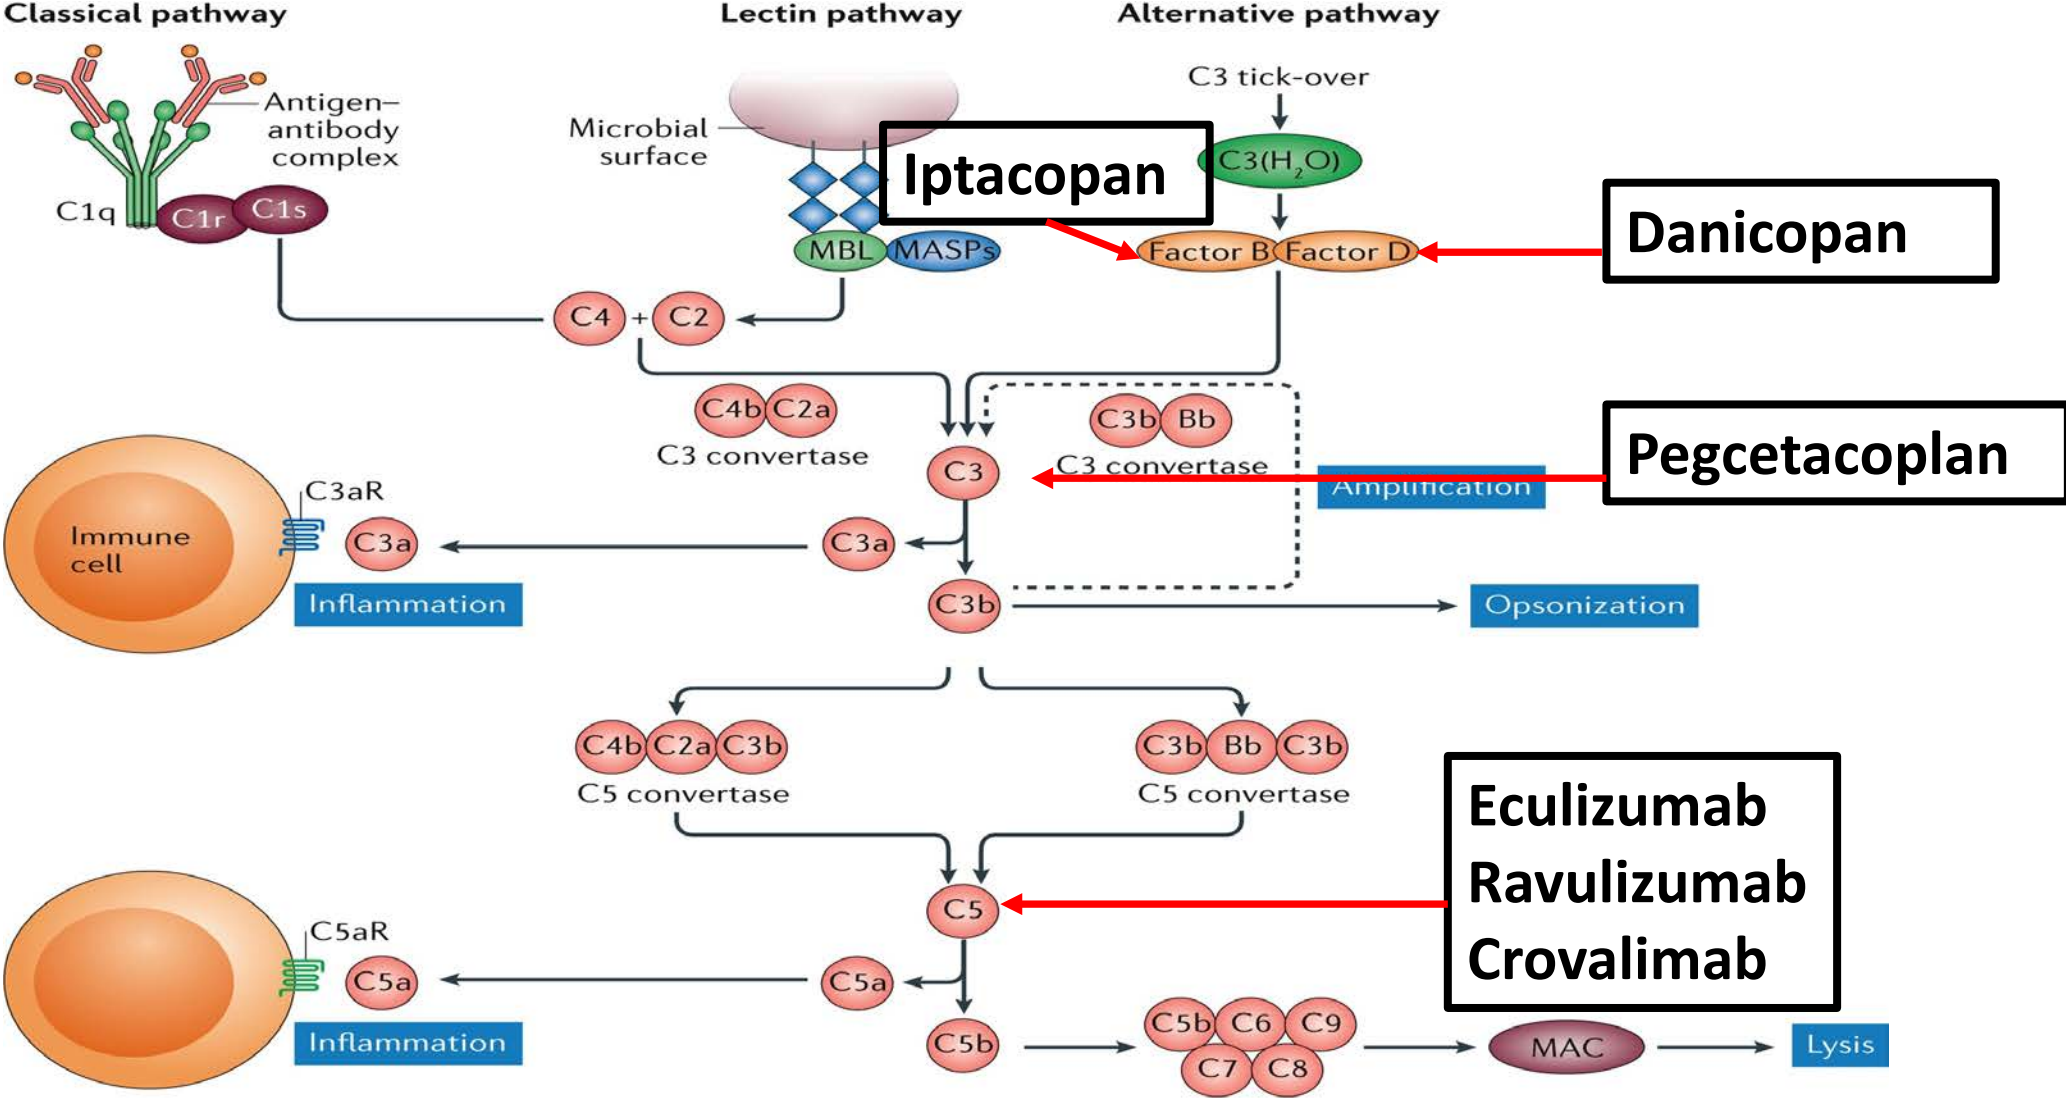 Classical pathway
Lectin pathway
Alternative pathway
C3 tick-over
Antigen–
antibody
complex
Microbial
surface
Iptacopan
C3(H2O)
Danicopan
C1q
C1r
C1s
MBL
MASPs
Factor B
Factor D
C4
+
C2
C4b
C2a
C3 convertase
C3b
Bb
C3 convertase
Pegcetacoplan
C3
Amplification
C3aR
Immune
cell
C3a
C3a
Inflammation
C3b
Opsonization
C4b
C2a
C3b
C5 convertase
C3b
Bb
C3b
C5 convertase
Eculizumab
Ravulizumab
Crovalimab
C5
C5aR
C5a
C5a
Inflammation
C5b
C5b
C6
C9
C7
C8
MAC
Lysis